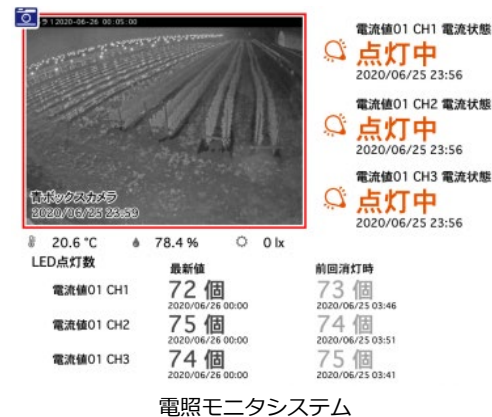 ラ1 2020-06-26 00:05:00
青ボックスカメラ
2020/06/25 23:59
電流値01 CH1 電流状態
点灯中
2020/06/25 23:56
電流値01 CH2 電流状態
点灯中
2020/06/25 23:56
電流値01 CH3 電流状態
点灯中
2020/06/25 23:56
20.6 °C 78.4 % 0 lx
LED点灯数 最新値 前回消灯時
電流値01 CH1 72 個 73 個
2020/06/26 00:00 2020/06/25 03:46
電流値01 CH2 75 個 74 個
2020/06/26 00:00 2020/06/25 03:51
電流値01 CH3 74 個 75 個
2020/06/26 00:00 2020/06/25 03:41
電照モニタシステム